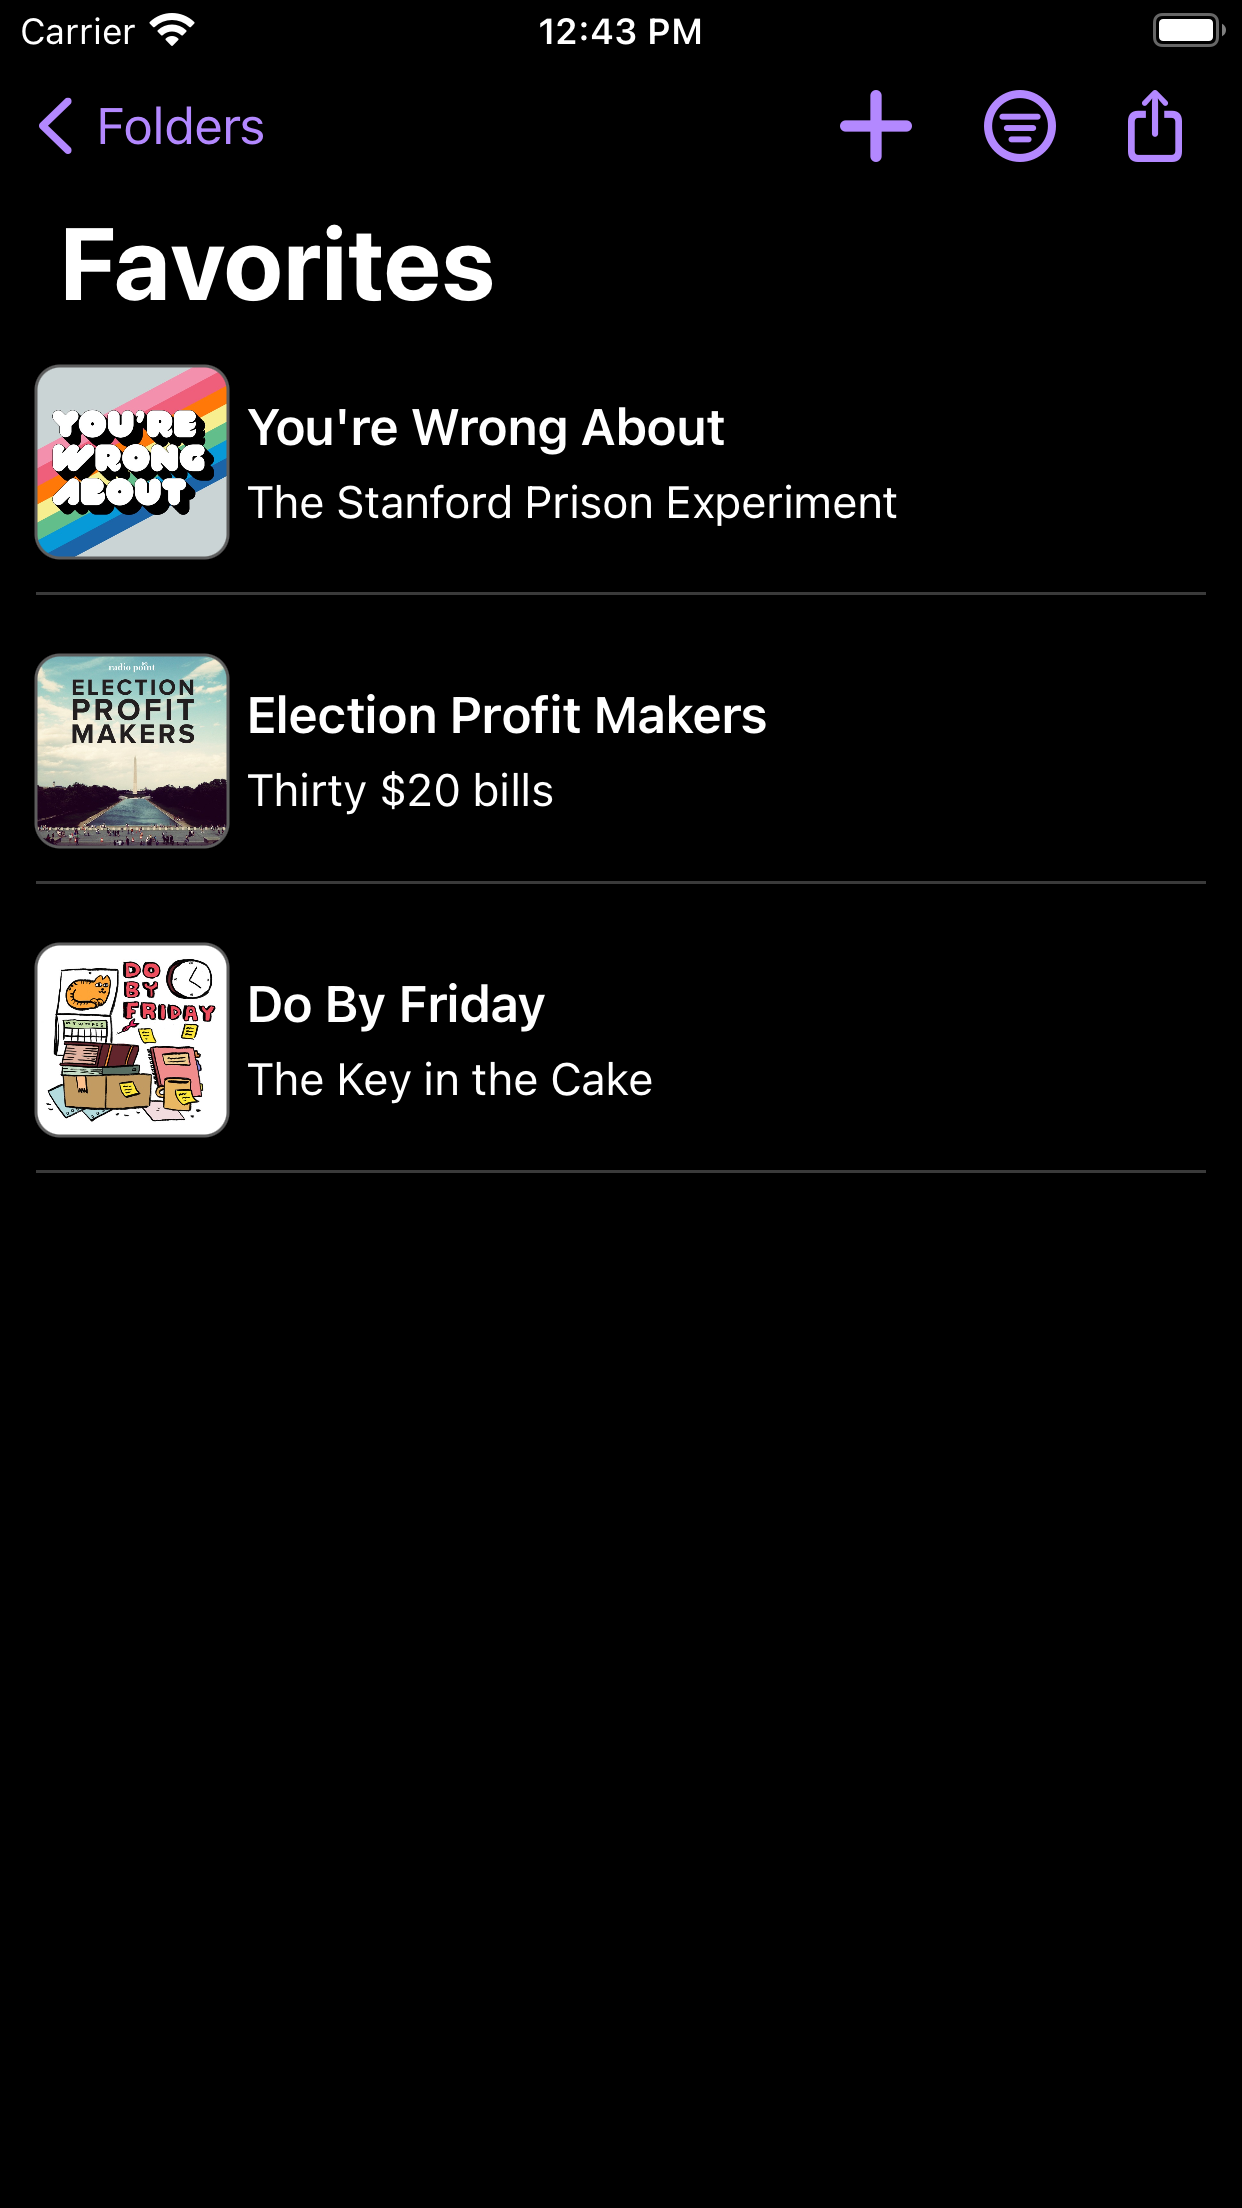 Carrier 12:43 PM
Folders
Favorites
YOU'RE
WRONG
ABOUT
You're Wrong About
The Stanford Prison Experiment
radio point
ELECTION
PROFIT
MAKERS
Election Profit Makers
Thirty $20 bills
DO
BY
FRIDAY
Do By Friday
The Key in the Cake